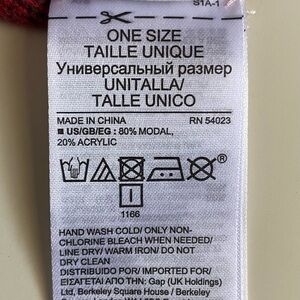 S1A-1
ONE SIZE
TAILLE UNIQUE
Универсальный размер
UNITALLA/
TALLE UNICO
MADE IN CHINA RN 54023
■ US/GB/EG: 80% MODAL,
20% ACRYLIC
®
I
1166
HAND WASH COLD/ ONLY NON-
CHLORINE BLEACH WHEN NEEDED/
LINE DRY/ WARM IRON/ DO NOT
DRY CLEAN
DISTRIBUIDO POR/ IMPORTED FOR/
ΕΙΣΑΓΕΤΑΙ ΑΠΟ ΤΗΝ: Gap (UK Holdings)
Ltd, Berkeley Square House / Berkeley